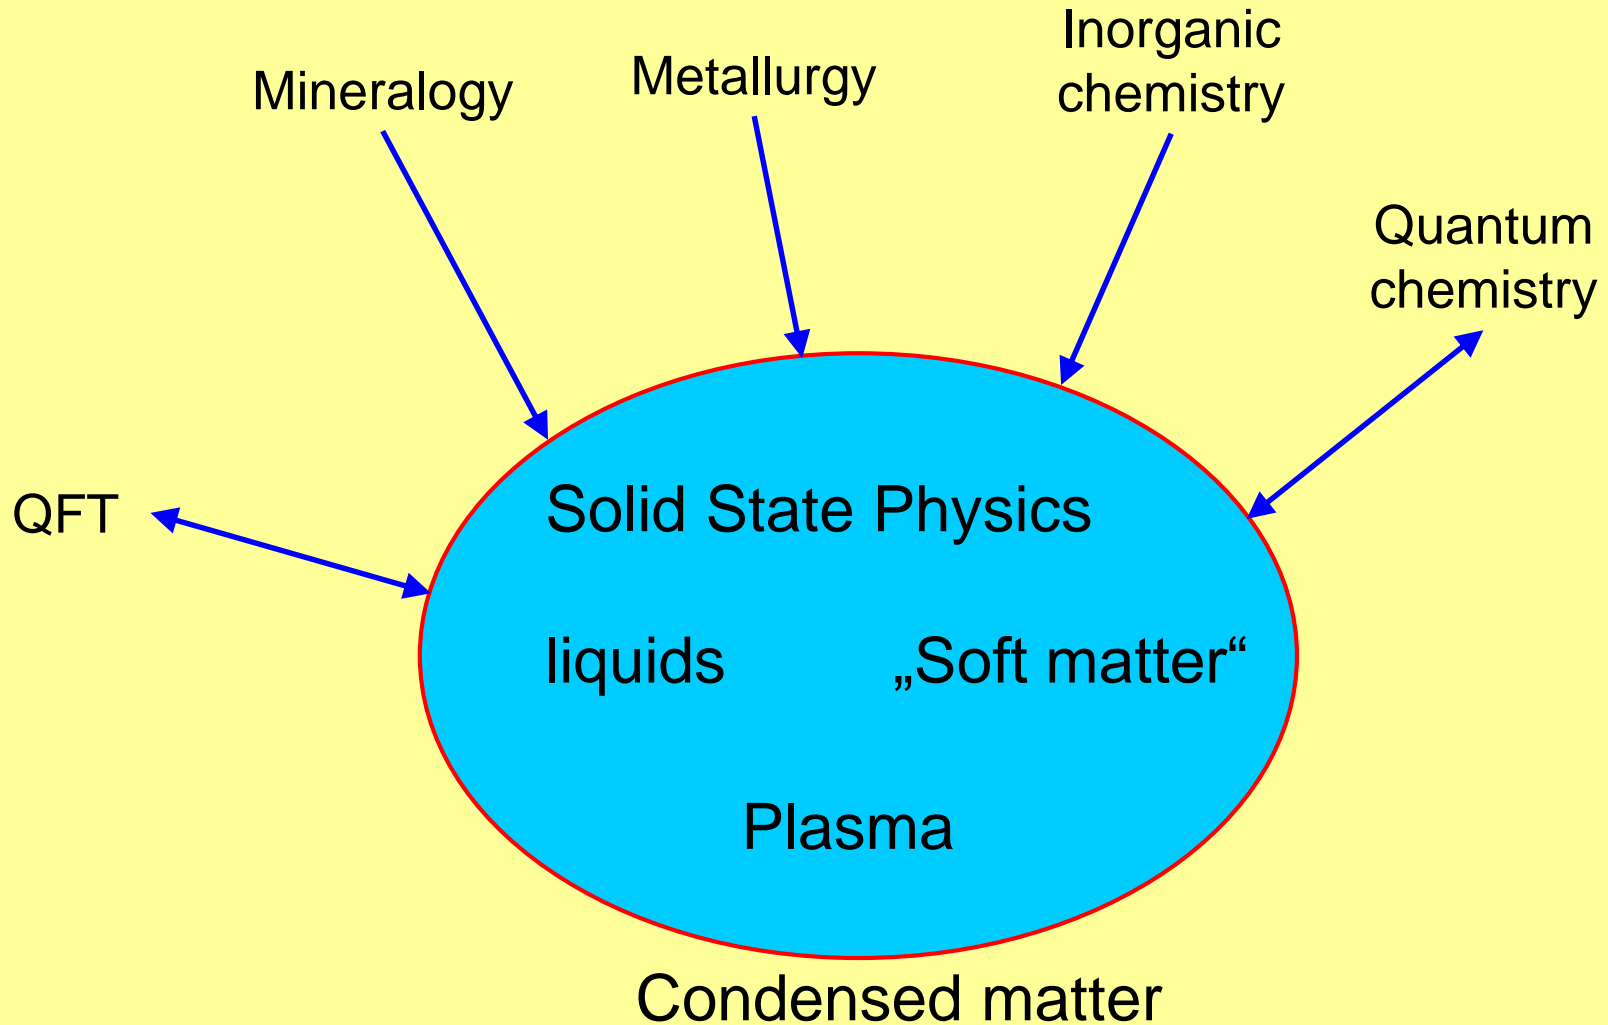 Inorganic
chemistry
Metallurgy
Mineralogy
Quantum
chemistry
QFT
Solid State Physics
liquids
„Soft matter“
Plasma
Condensed matter